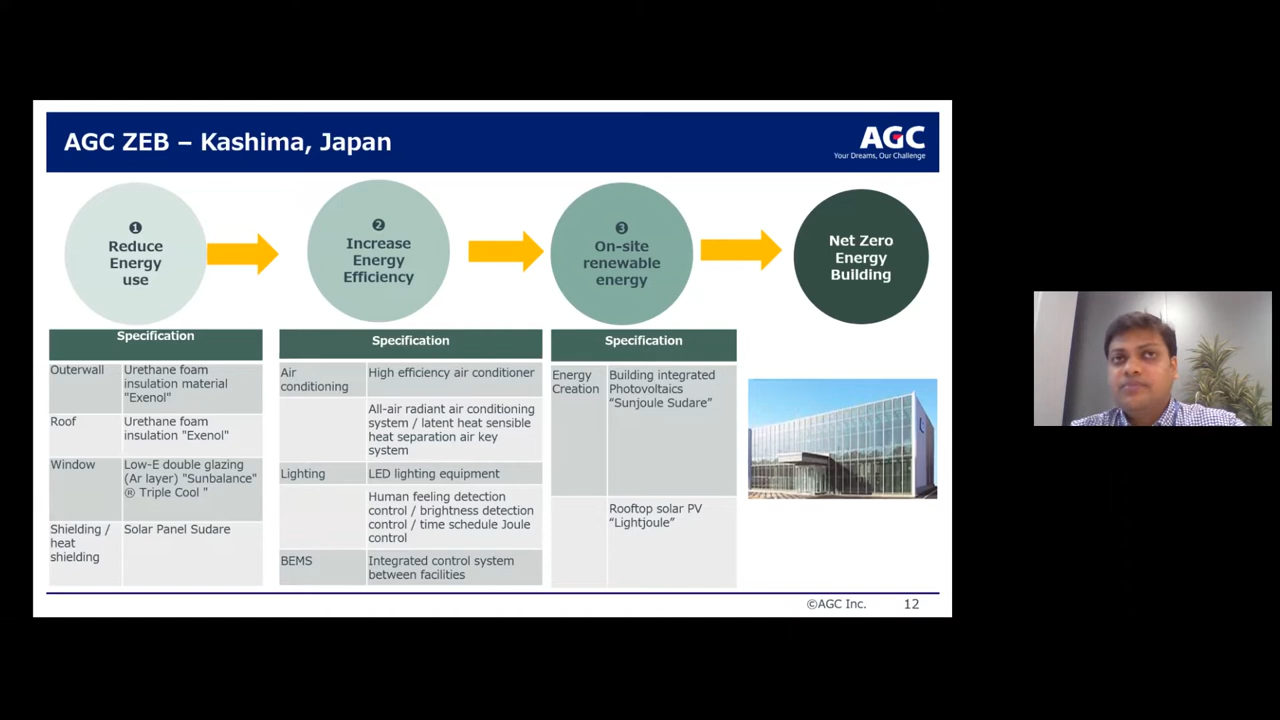 AGC ZEB – Kashima, Japan
AGC
Your Dreams, Our Challenge
❶
Reduce
Energy
use
❷
Increase
Energy
Efficiency
❸
On-site
renewable
energy
Net Zero
Energy
Building
Specification
Outerwall
Urethane foam
insulation material
"Exenol"
Roof
Urethane foam
insulation "Exenol"
Window
Low-E double glazing
(Ar layer) "Sunbalance"
® Triple Cool "
Shielding /
heat
shielding
Solar Panel Sudare
Specification
Air
conditioning
High efficiency air conditioner
All-air radiant air conditioning
system / latent heat sensible
heat separation air key
system
Lighting
LED lighting equipment
Human feeling detection
control / brightness detection
control / time schedule Joule
control
BEMS
Integrated control system
between facilities
Specification
Energy
Creation
Building integrated
Photovoltaics
“Sunjoule Sudare”
Rooftop solar PV
“Lightjoule”
©AGC Inc.
12